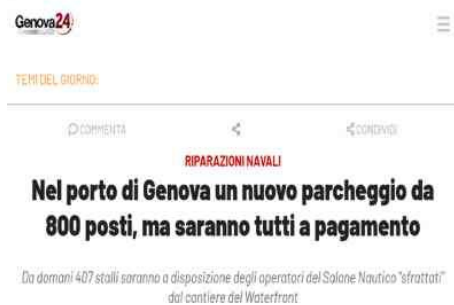 Genova24
TEMI DEL GIORNO:
COMMENTA
CONDIVIDI
RIPARAZIONI NAVALI
Nel porto di Genova un nuovo parcheggio da
800 posti, ma saranno tutti a pagamento
Da domani 407 stalli saranno a disposizione degli operatori del Salone Nautico "sfrattati"
dal cantiere del Waterfront